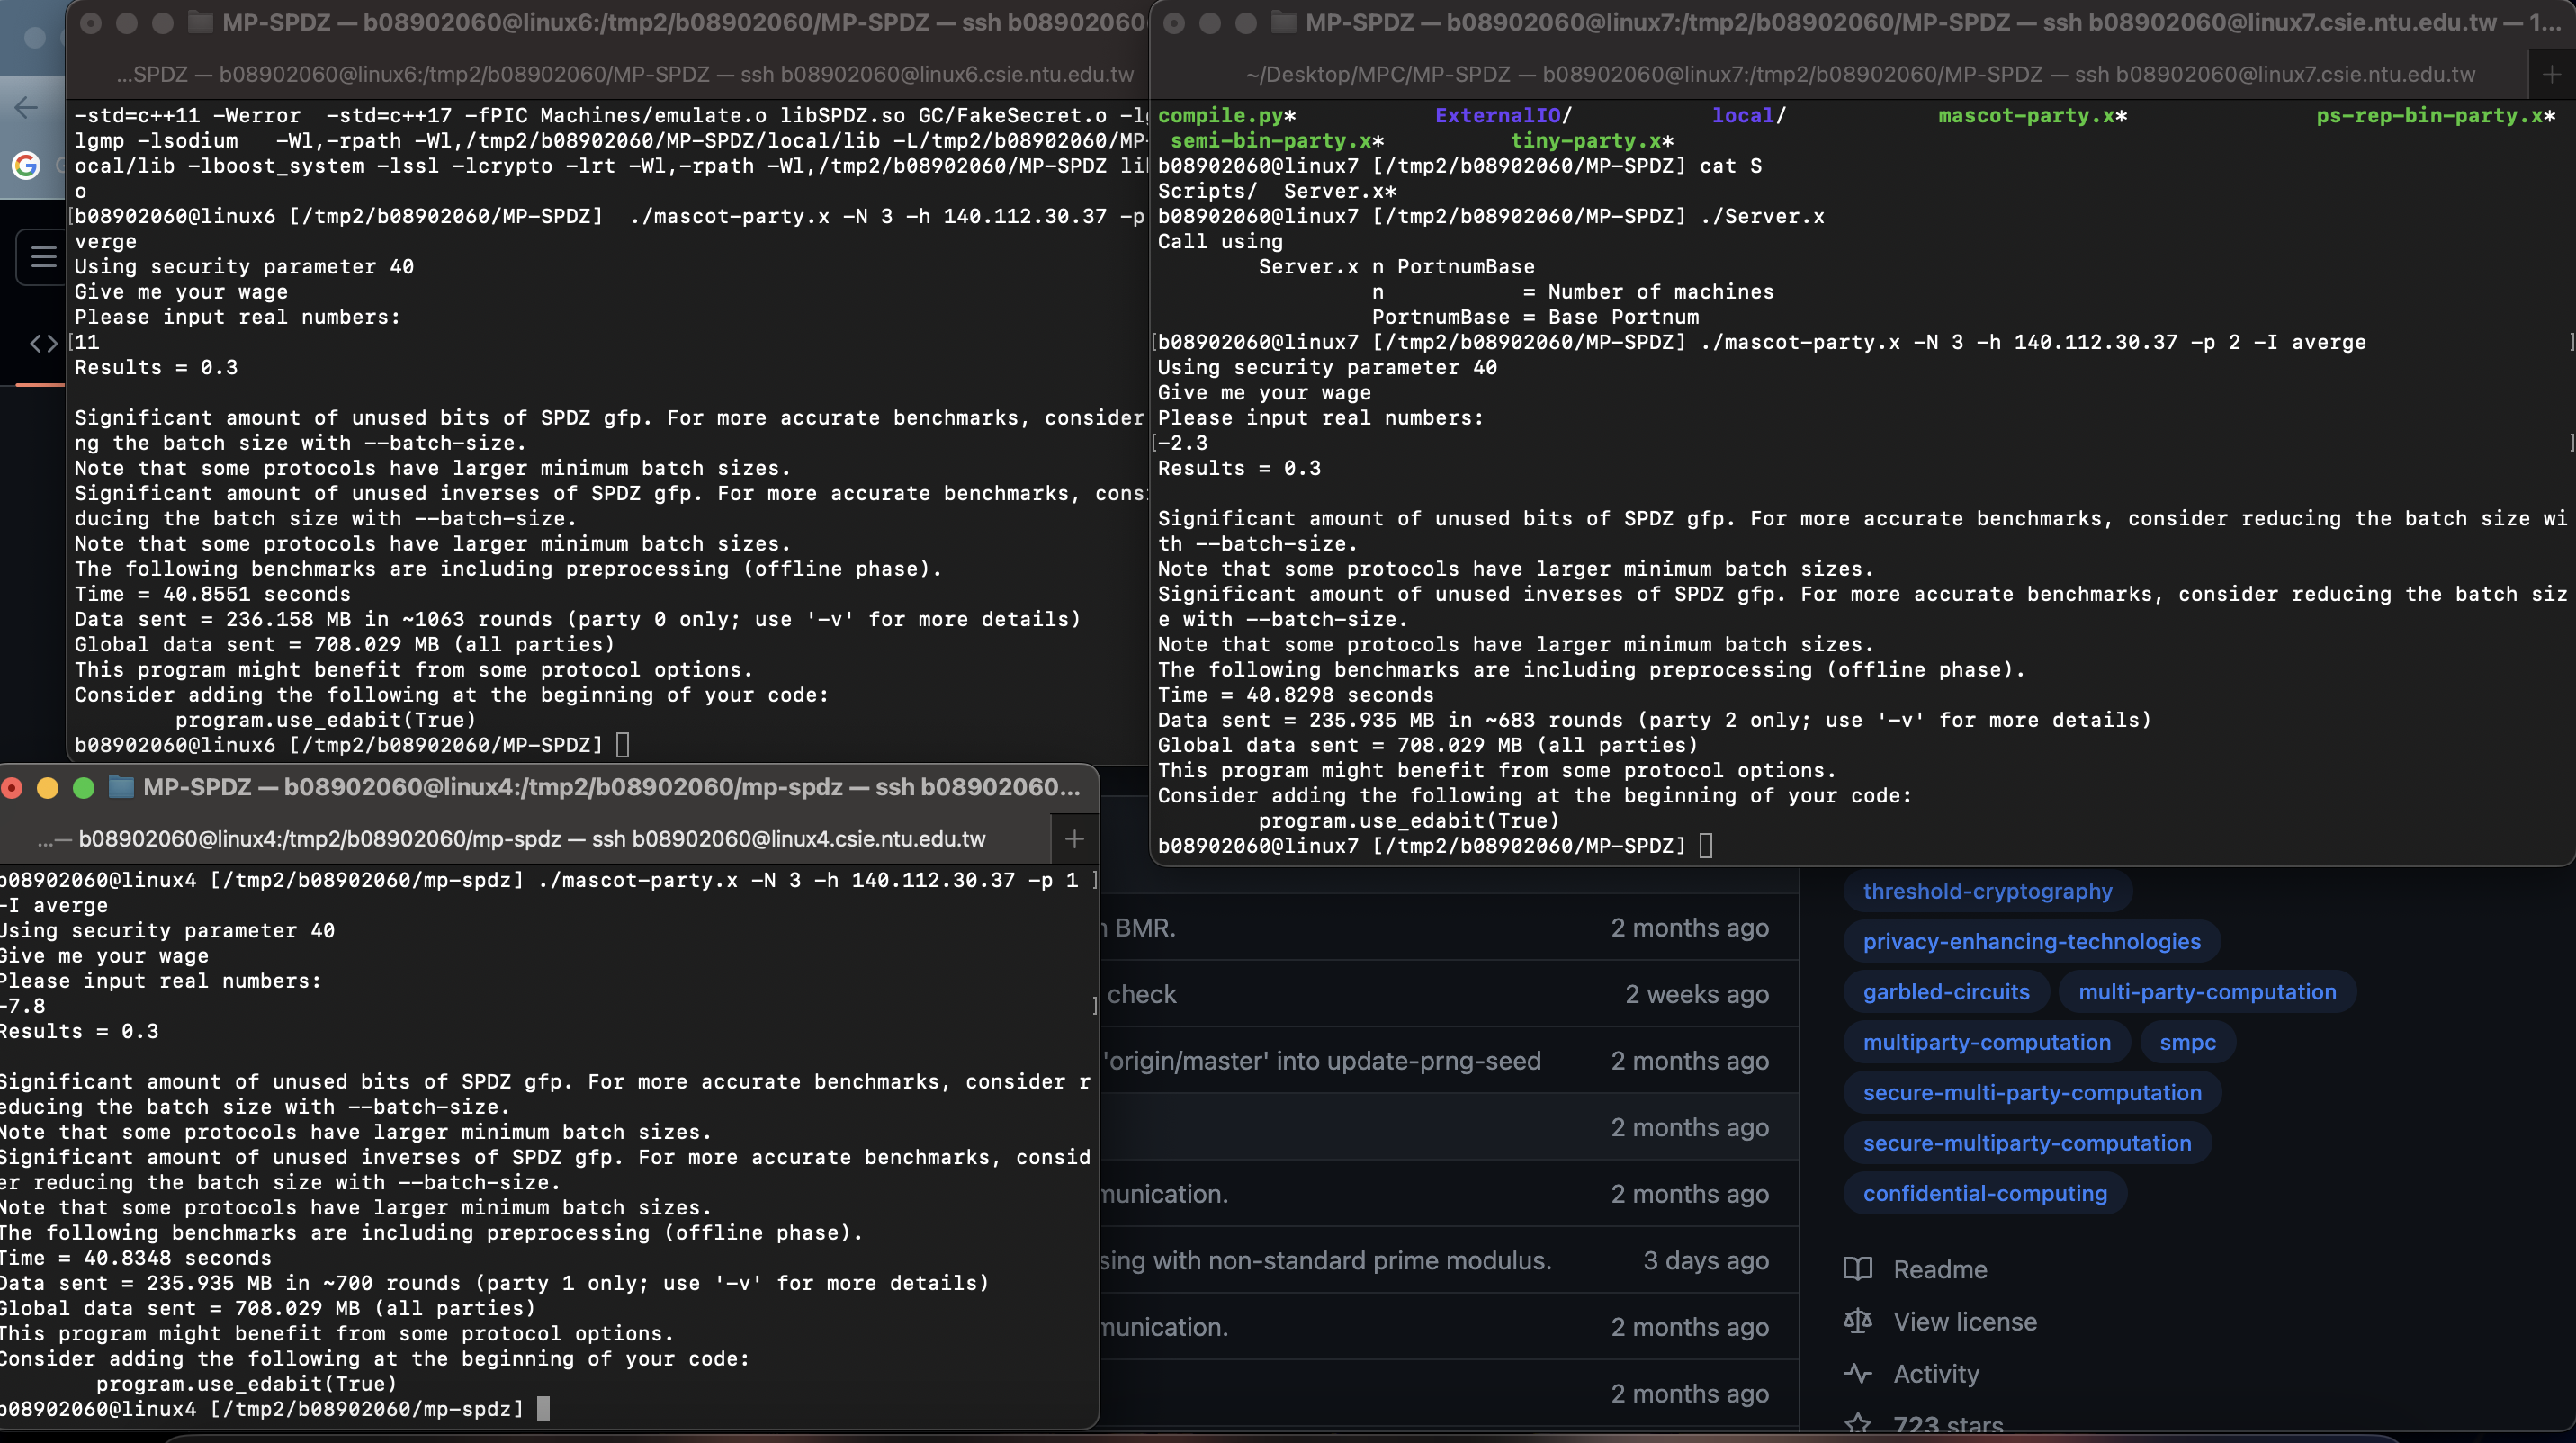 MP-SPDZ — b08902060@linux6:/tmp2/b08902060/MP-SPDZ — ssh b08902060
...SPDZ — b08902060@linux6:/tmp2/b08902060/MP-SPDZ — ssh b08902060@linux6.csie.ntu.edu.tw
-std=c++11 -Werror  -std=c++17 -fPIC Machines/emulate.o libSPDZ.so GC/FakeSecret.o
lgmp -lsodium   -Wl,-rpath -Wl,/tmp2/b08902060/MP-SPDZ/local/lib -L/tmp2/b08902060/MP-
ocal/lib -lboost_system -lssl -lcrypto -lrt -Wl,-rpath -Wl,/tmp2/b08902060/MP-SPDZ
o
[b08902060@linux6 [/tmp2/b08902060/MP-SPDZ]  ./mascot-party.x -N 3 -h 140.112.30.37 -p
verge
Using security parameter 40
Give me your wage
Please input real numbers:
[11
Results = 0.3
Significant amount of unused bits of SPDZ gfp. For more accurate benchmarks, consider
ng the batch size with --batch-size.
Note that some protocols have larger minimum batch sizes.
Significant amount of unused inverses of SPDZ gfp. For more accurate benchmarks,
ducing the batch size with --batch-size.
Note that some protocols have larger minimum batch sizes.
The following benchmarks are including preprocessing (offline phase).
Time = 40.8551 seconds
Data sent = 236.158 MB in ~1063 rounds (party 0 only; use '-v' for more details)
Global data sent = 708.029 MB (all parties)
This program might benefit from some protocol options.
Consider adding the following at the beginning of your code:
        program.use_edabit(True)
b08902060@linux6 [/tmp2/b08902060/MP-SPDZ]
MP-SPDZ — b08902060@linux7:/tmp2/b08902060/MP-SPDZ — ssh b08902060@linux7.csie.ntu.edu.tw — 1...
~/Desktop/MPC/MP-SPDZ — b08902060@linux7:/tmp2/b08902060/MP-SPDZ — ssh b08902060@linux7.csie.ntu.edu.tw
compile.py*           ExternalIO/           local/           mascot-party.x*           ps-rep-bin-party.x*
 semi-bin-party.x*          tiny-party.x*
b08902060@linux7 [/tmp2/b08902060/MP-SPDZ] cat S
Scripts/  Server.x*
b08902060@linux7 [/tmp2/b08902060/MP-SPDZ] ./Server.x
Call using
        Server.x n PortnumBase
                 n           = Number of machines
                 PortnumBase = Base Portnum
[b08902060@linux7 [/tmp2/b08902060/MP-SPDZ] ./mascot-party.x -N 3 -h 140.112.30.37 -p 2 -I averge ]
Using security parameter 40
Give me your wage
Please input real numbers:
[-2.3 ]
Results = 0.3
Significant amount of unused bits of SPDZ gfp. For more accurate benchmarks, consider reducing the batch size wi
th --batch-size.
Note that some protocols have larger minimum batch sizes.
Significant amount of unused inverses of SPDZ gfp. For more accurate benchmarks, consider reducing the batch siz
e with --batch-size.
Note that some protocols have larger minimum batch sizes.
The following benchmarks are including preprocessing (offline phase).
Time = 40.8298 seconds
Data sent = 235.935 MB in ~683 rounds (party 2 only; use '-v' for more details)
Global data sent = 708.029 MB (all parties)
This program might benefit from some protocol options.
Consider adding the following at the beginning of your code:
        program.use_edabit(True)
b08902060@linux7 [/tmp2/b08902060/MP-SPDZ]
MP-SPDZ — b08902060@linux4:/tmp2/b08902060/mp-spdz — ssh b08902060...
...— b08902060@linux4:/tmp2/b08902060/mp-spdz — ssh b08902060@linux4.csie.ntu.edu.tw
b08902060@linux4 [/tmp2/b08902060/mp-spdz] ./mascot-party.x -N 3 -h 140.112.30.37 -p 1 ]
-I averge
Using security parameter 40
Give me your wage
Please input real numbers:
-7.8 ]
Results = 0.3
Significant amount of unused bits of SPDZ gfp. For more accurate benchmarks, consider r
educing the batch size with --batch-size.
Note that some protocols have larger minimum batch sizes.
Significant amount of unused inverses of SPDZ gfp. For more accurate benchmarks, consid
er reducing the batch size with --batch-size.
Note that some protocols have larger minimum batch sizes.
The following benchmarks are including preprocessing (offline phase).
Time = 40.8348 seconds
Data sent = 235.935 MB in ~700 rounds (party 1 only; use '-v' for more details)
Global data sent = 708.029 MB (all parties)
This program might benefit from some protocol options.
Consider adding the following at the beginning of your code:
        program.use_edabit(True)
b08902060@linux4 [/tmp2/b08902060/mp-spdz]
BMR. 2 months ago
check 2 weeks ago
'origin/master' into update-prng-seed 2 months ago
2 months ago
munication. 2 months ago
sing with non-standard prime modulus. 3 days ago
munication. 2 months ago
2 months ago
threshold-cryptography
privacy-enhancing-technologies
garbled-circuits multi-party-computation
multiparty-computation smpc
secure-multi-party-computation
secure-multiparty-computation
confidential-computing
Readme
View license
Activity
723 stars